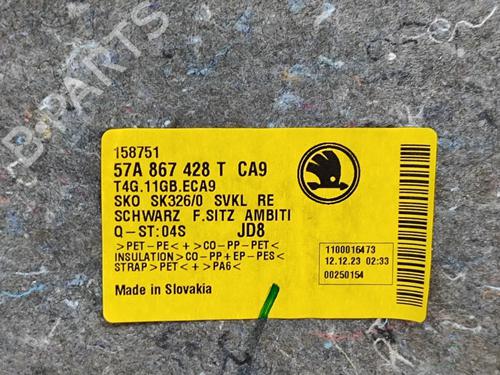 B-PARTS
158751
57A 867 428 T CA9
T4G.11GB.ECA9
SKO SK326/0 SVKL RE
SCHWARZ F.SITZ AMBITI
Q-ST:04S JD8
>PET-PE<+>CO-PP-PET<
INSULATION>CO-PP+EP-PES<
STRAP>PET<+>PA6<
1100016473
12.12.23 02:33
00250154
Made in Slovakia